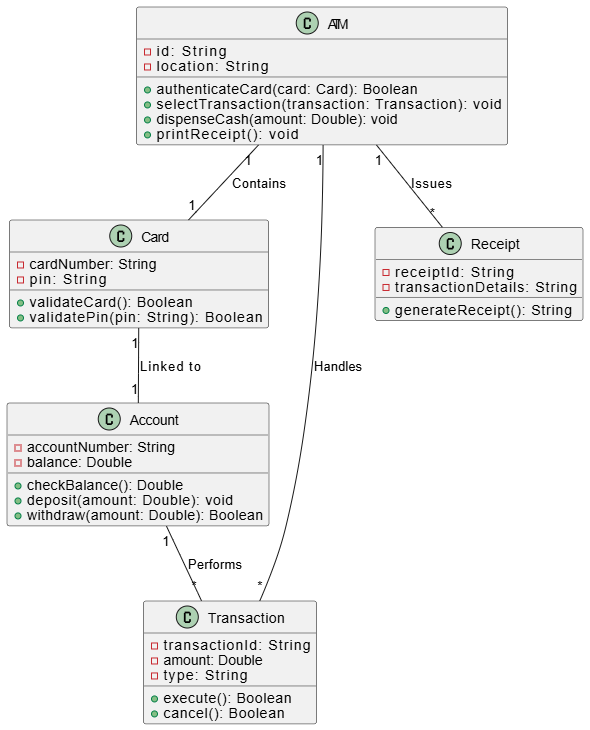 C ATM
id: String
location: String
authenticateCard(card: Card): Boolean
selectTransaction(transaction: Transaction): void
dispenseCash(amount: Double): void
printReceipt(): void
1
1
1
Contains
Issues
1
*
C Card
cardNumber: String
pin: String
validateCard(): Boolean
validatePin(pin: String): Boolean
C Receipt
receiptId: String
transactionDetails: String
generateReceipt(): String
1
Linked to
Handles
1
C Account
accountNumber: String
balance: Double
checkBalance(): Double
deposit(amount: Double): void
withdraw(amount: Double): Boolean
1
Performs
*
*
C Transaction
transactionId: String
amount: Double
type: String
execute(): Boolean
cancel(): Boolean